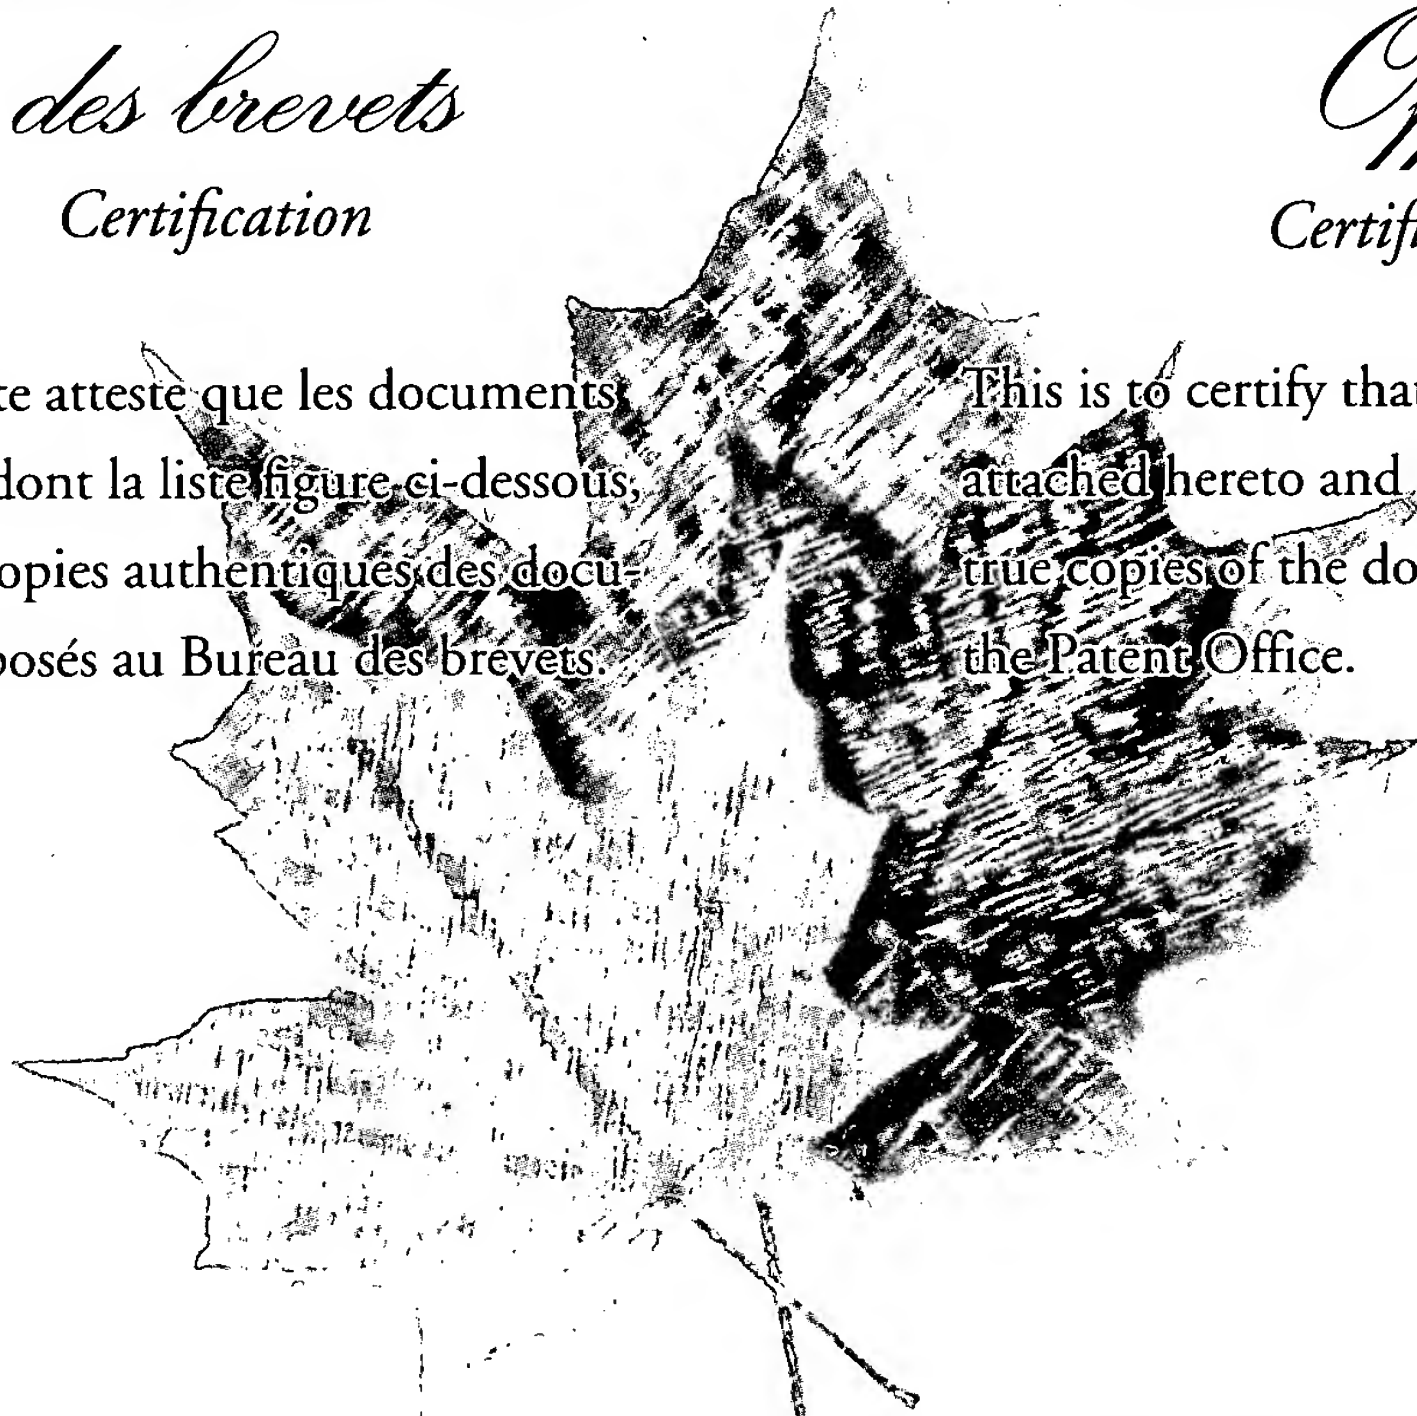 des brevets
Certification
te atteste que les documents
dont la liste figure ci-dessous,
opies authentiques des docu-
posés au Bureau des brevets.
Certifi
This is to certify that
attached hereto and
true copies of the do
the Patent Office.